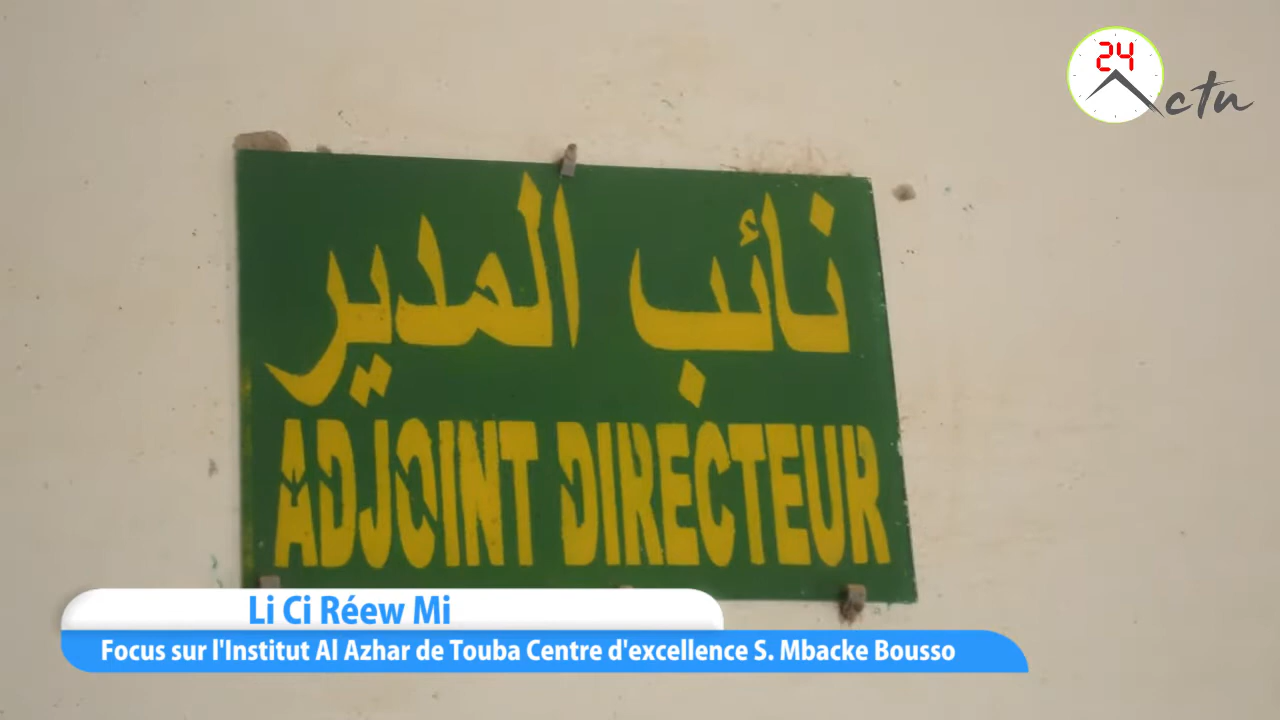 24
Actu
نائب المدير
ADJOINT DIRECTEUR
Li Ci Réew Mi
Focus sur l'Institut Al Azhar de Touba Centre d'excellence S. Mbacke Bousso